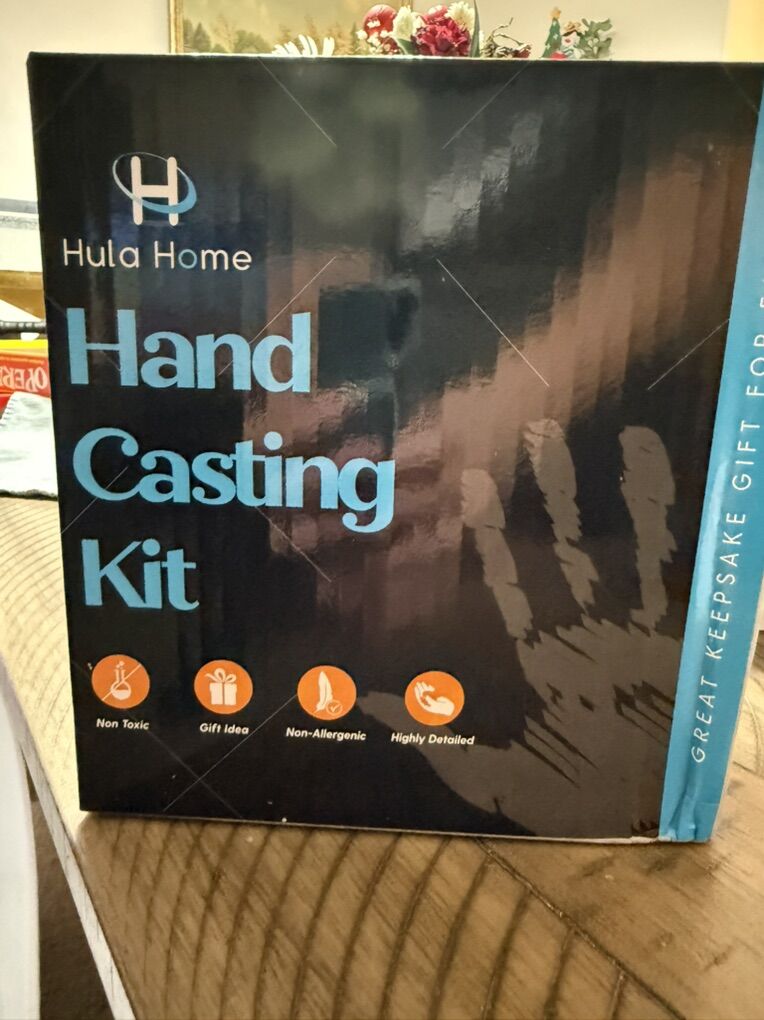 H
Hula Home
Hand
Casting
Kit
Non Toxic
Gift Idea
Non-Allergenic
Highly Detailed
GREAT KEEPSAKE GIFT FOR